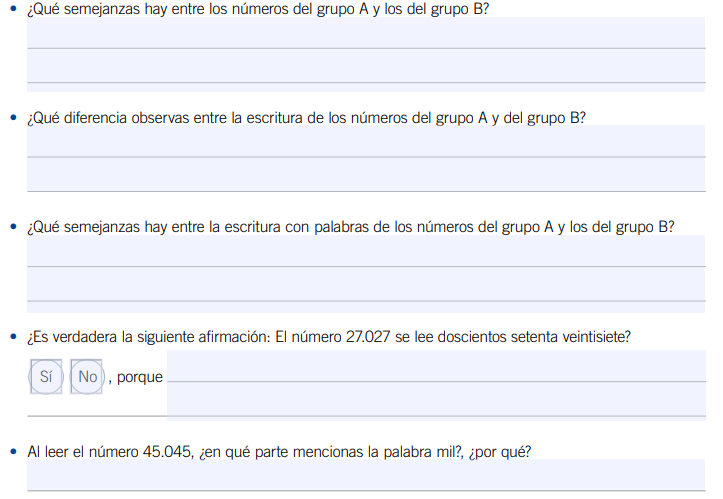 • ¿Qué semejanzas hay entre los números del grupo A y los del grupo B?
• ¿Qué diferencia observas entre la escritura de los números del grupo A y del grupo B?
• ¿Qué semejanzas hay entre la escritura con palabras de los números del grupo A y los del grupo B?
• ¿Es verdadera la siguiente afirmación: El número 27.027 se lee doscientos setenta veintisiete?
Sí No , porque
• Al leer el número 45.045, ¿en qué parte mencionas la palabra mil?, ¿por qué?